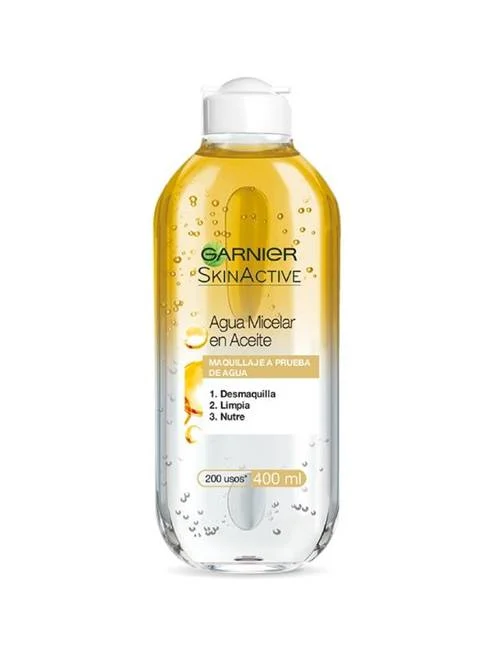 GARNIER
SKINACTIVE
Agua Micelar
en Aceite
MAQUILLAJE A PRUEBA
DE AGUA
1. Desmaquilla
2. Limpia
3. Nutre
200 usos* 400 ml